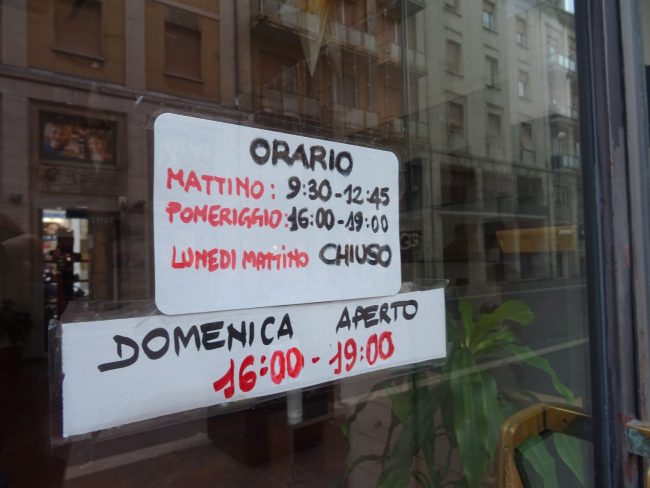 ORARIO
MATTINO: 9:30-12:45
POMERIGGIO: 16:00-19:00
LUNEDI MATTINO CHIUSO
DOMENICA APERTO
16:00-19:00